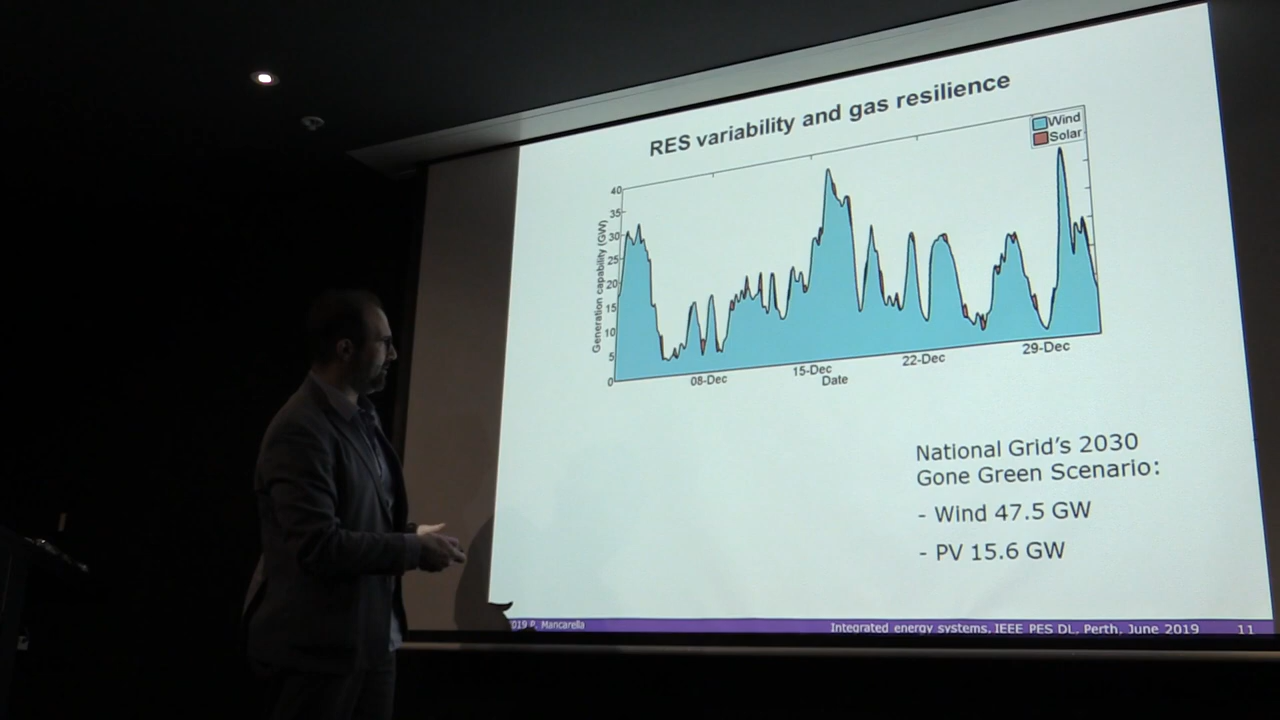 RES variability and gas resilience
Wind
Solar
40
35
30
25
20
15
10
5
0
Generation capability (GW)
08-Dec
15-Dec
22-Dec
29-Dec
Date
National Grid's 2030
Gone Green Scenario:
- Wind 47.5 GW
- PV 15.6 GW
2019 P. Mancarella
Integrated energy systems, IEEE PES DL, Perth, June 2019
11